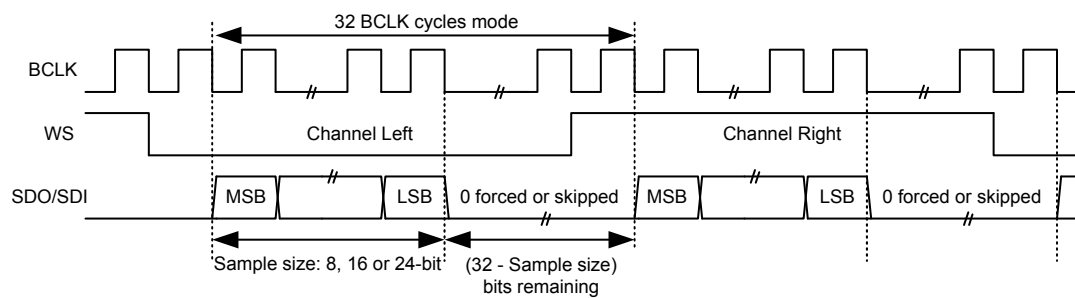 32 BCLK cycles mode
BCLK
WS
Channel Left
Channel Right
SDO/SDI
MSB
LSB
0 forced or skipped
MSB
LSB
0 forced or skipped
Sample size: 8, 16 or 24-bit
(32 - Sample size)
bits remaining